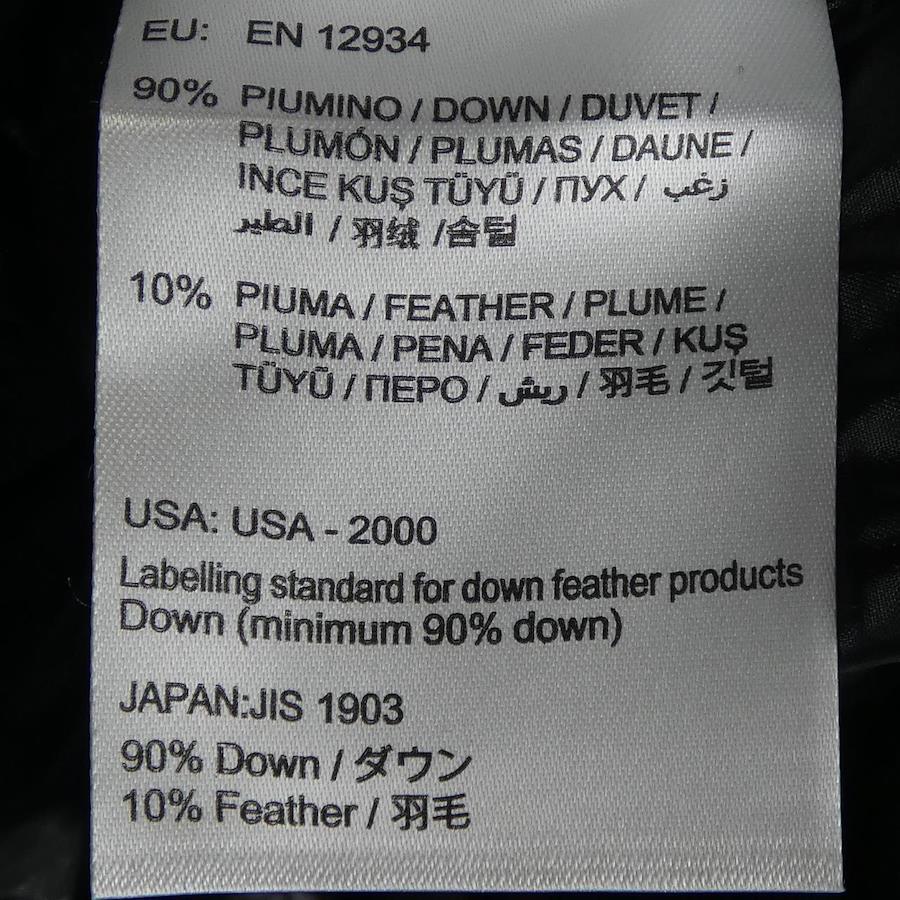 EU: EN 12934
90% PIUMINO / DOWN / DUVET /
PLUMÓN / PLUMAS / DAUNE /
INCE KUŞ TÜYÜ / ПУХ / زغب
الطير / 羽绒 /솜털
10% PIUMA / FEATHER / PLUME /
PLUMA / PENA / FEDER / KUŞ
TÜYÜ / ПЕРО / ريش / 羽毛 / 깃털
USA: USA - 2000
Labelling standard for down feather products
Down (minimum 90% down)
JAPAN:JIS 1903
90% Down / ダウン
10% Feather / 羽毛